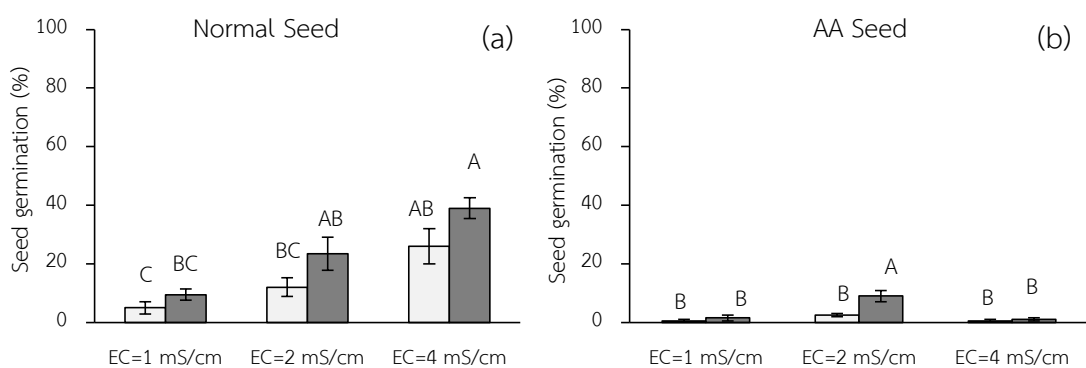 Normal Seed
(a)
Seed germination (%)
100
80
60
40
20
0
C
BC
BC
AB
AB
A
EC=1 mS/cm
EC=2 mS/cm
EC=4 mS/cm
AA Seed
(b)
Seed germination (%)
100
80
60
40
20
0
B
B
B
A
B
B
EC=1 mS/cm
EC=2 mS/cm
EC=4 mS/cm